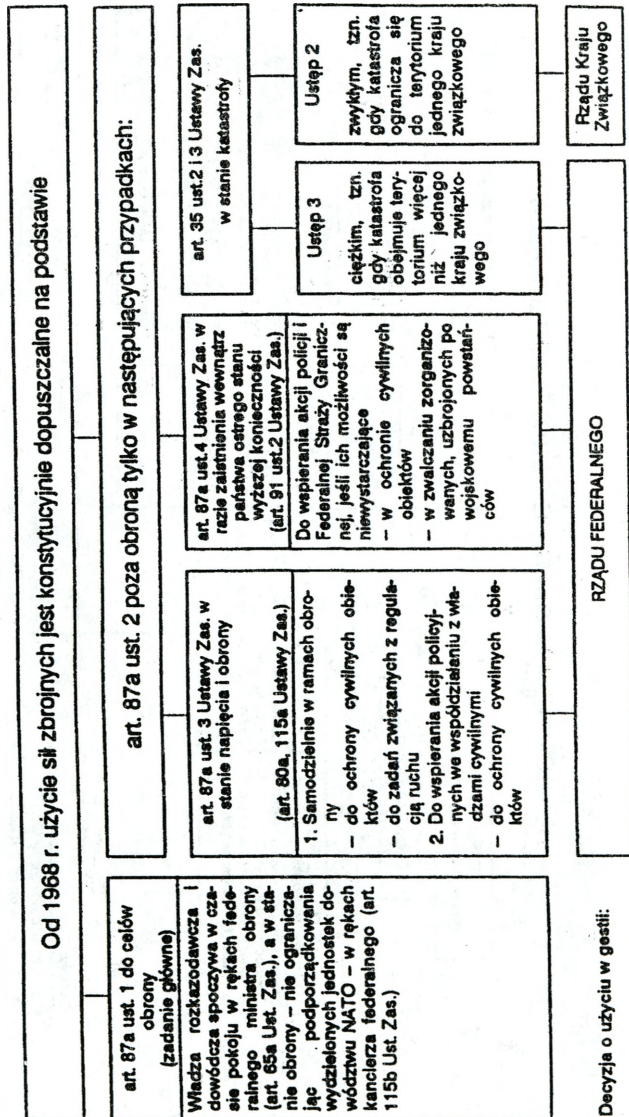 Od 1968 r. użycie sił zbrojnych jest konstytucyjnie dopuszczalne na podstawie
art. 87a ust. 1 do celów
obrony
(zadanie główne)
Władza rozkazodawcza i
dowódcza spoczywa w cza-
sie pokoju w rękach fede-
ralnego ministra obrony
(art. 65a Ust. Zas.), a w sta-
nie obrony – nie ogranicza-
jąc podporządkowania
wydzielonych jednostek do-
wództwu NATO – w rękach
kanclerza federalnego (art.
115b Ust. Zas.)
art. 87a ust. 2 poza obroną tylko w następujących przypadkach:
art. 87a ust. 3 Ustawy Zas. w
stanie napięcia i obrony
(art. 80a, 115a Ustawy Zas.)
1. Samodzielnie w ramach obro-
ny
– do ochrony cywilnych obie-
któw
– do zadań związanych z regula-
cją ruchu
2. Do wspierania akcji policyj-
nych we współdziałaniu z wła-
dzami cywilnymi
– do ochrony cywilnych obie-
któw
art. 87a ust.4 Ustawy Zas. w
razie zaistnienia wewnątrz
państwa ostrego stanu
wyższej konieczności
(art. 91 ust.2 Ustawy Zas.)
Do wspierania akcji policji i
Federalnej Straży Granicz-
nej, jeśli ich możliwości są
niewystarczające
– w ochronie cywilnych
obiektów
– w zwalczaniu zorganizo-
wanych, uzbrojonych po
wojskowemu powstań-
ców
art. 35 ust.2 i 3 Ustawy Zas.
w stanie katastrofy
Ustęp 3
ciężkim, tzn.
gdy katastrofa
obejmuje tery-
torium więcej
niż jednego
kraju związko-
wego
Ustęp 2
zwykłym, tzn.
gdy katastrofa
ogranicza się
do terytorium
jednego kraju
związkowego
Decyzja o użyciu w gestii:
RZĄDU FEDERALNEGO
Rządu Kraju
Związkowego